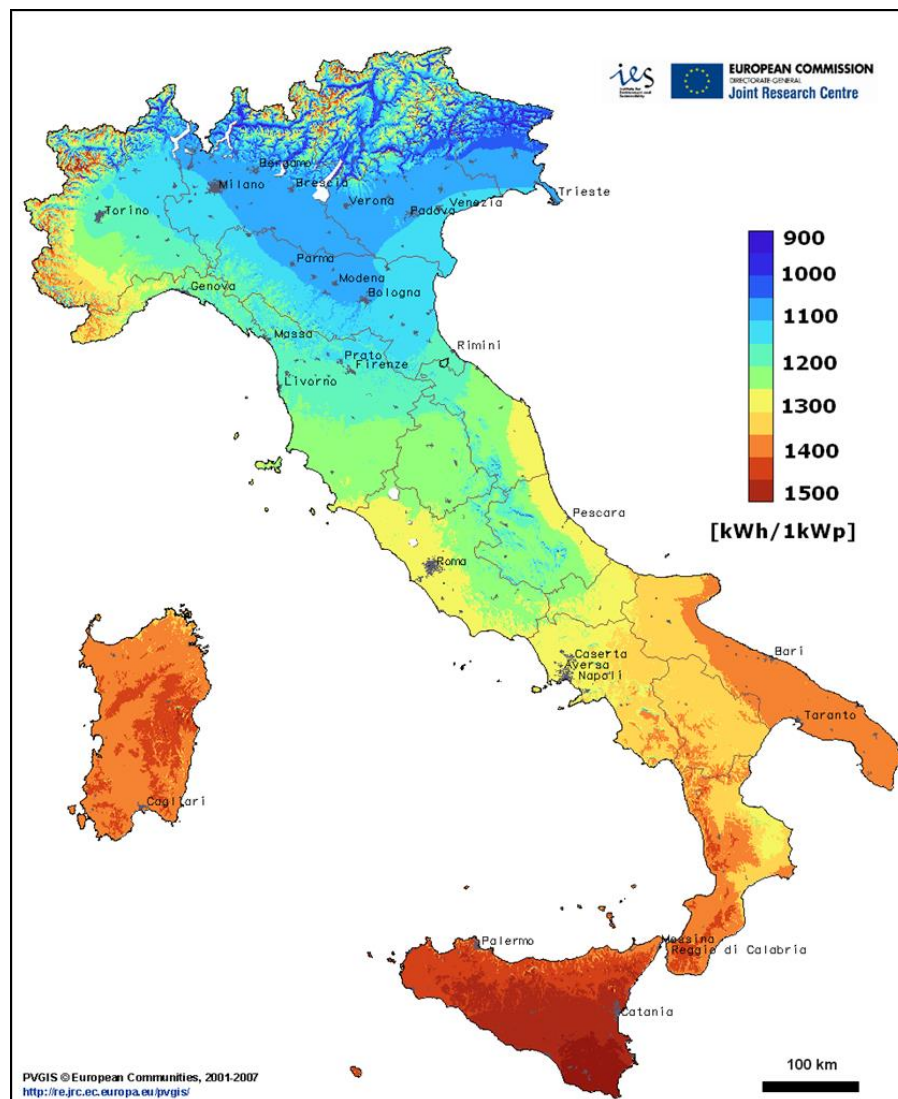 ies
EUROPEAN COMMISSION
DIRECTORATE-GENERAL
Joint Research Centre
Bergamo
Milano
Brescia
Trieste
Verona
Venezia
Padova
Torino
900
Parma
1000
Modena
Genova
Bologna
1100
Massa
Rimini
Prato
1200
Firenze
Livorno
1300
1400
1500
Pescara
[kWh/1kWp]
Roma
Caserta
Aversa
Bari
Napoli
Taranto
Cagliari
Palermo
Messina
Reggio di Calabria
Catania
100 km
PVGIS © European Communities, 2001-2007
http://re.jrc.ec.europa.eu/pvgis/